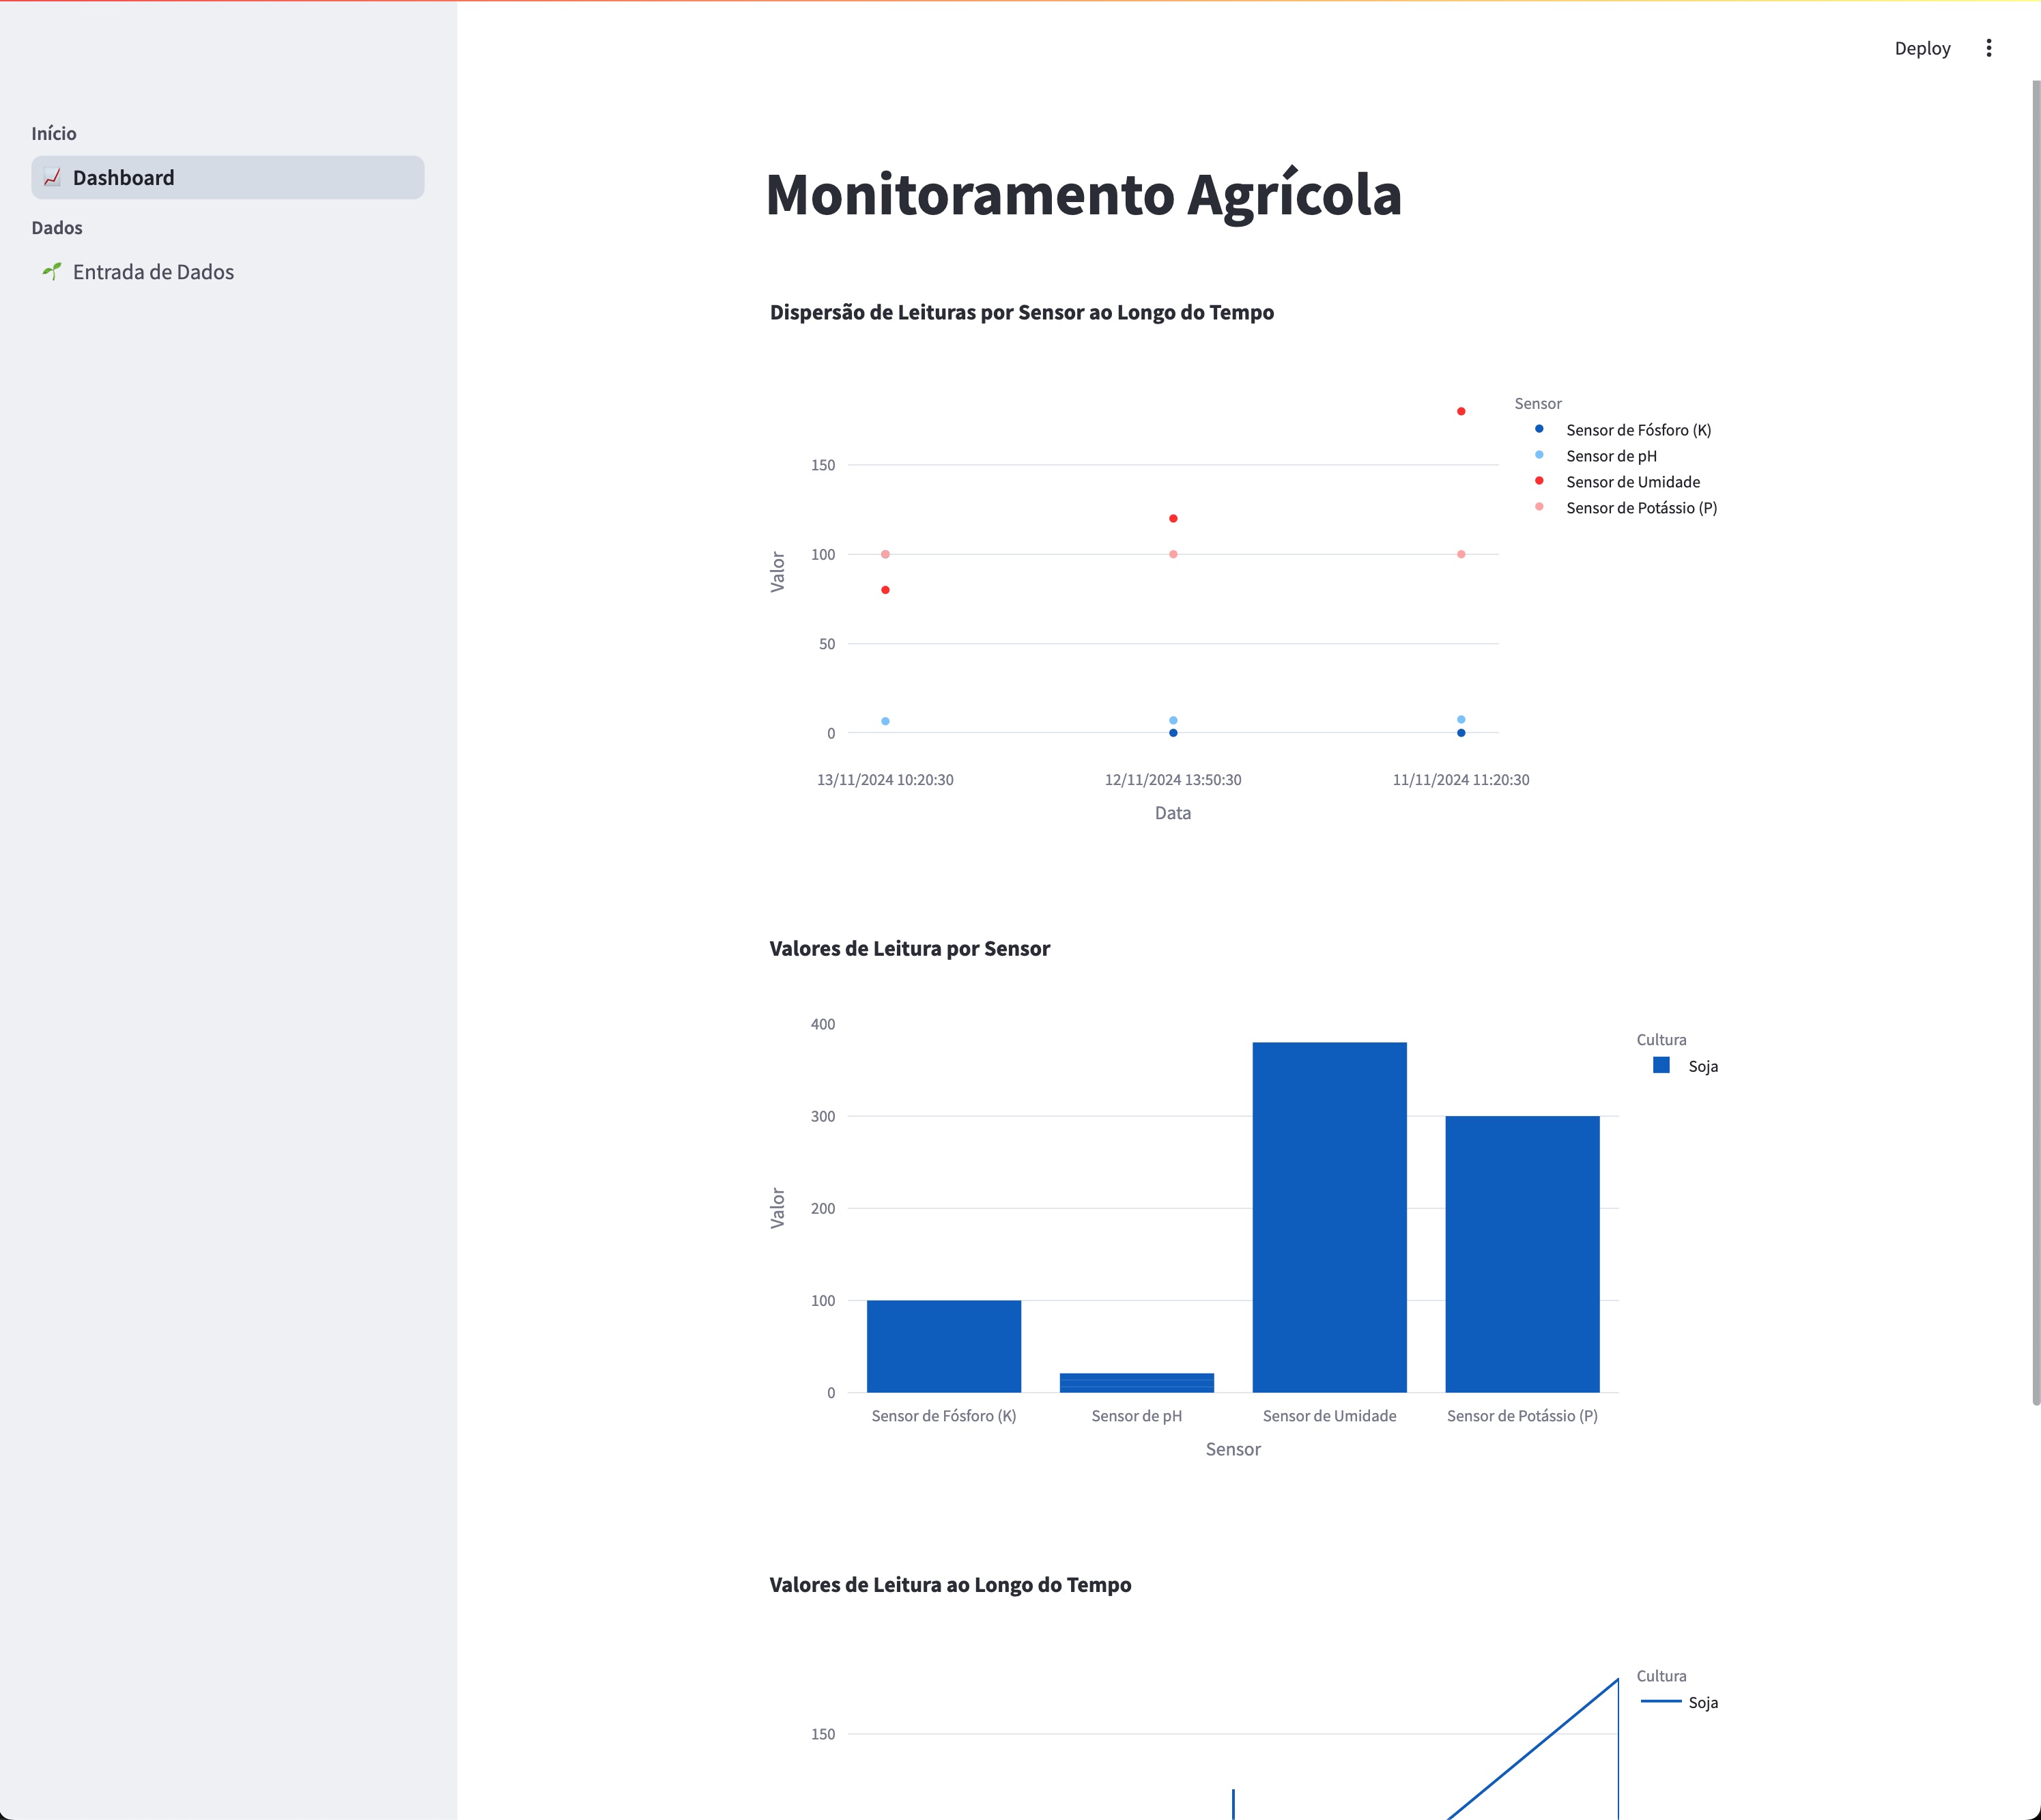 Deploy
Início
Dashboard
Dados
Entrada de Dados
Monitoramento Agrícola
Dispersão de Leituras por Sensor ao Longo do Tempo
Sensor
Sensor de Fósforo (K)
Sensor de pH
Sensor de Umidade
Sensor de Potássio (P)
Valor
150
100
50
0
13/11/2024 10:20:30
12/11/2024 13:50:30
11/11/2024 11:20:30
Data
Valores de Leitura por Sensor
Cultura
Soja
Valor
400
300
200
100
0
Sensor de Fósforo (K)
Sensor de pH
Sensor de Umidade
Sensor de Potássio (P)
Sensor
Valores de Leitura ao Longo do Tempo
Cultura
Soja
150